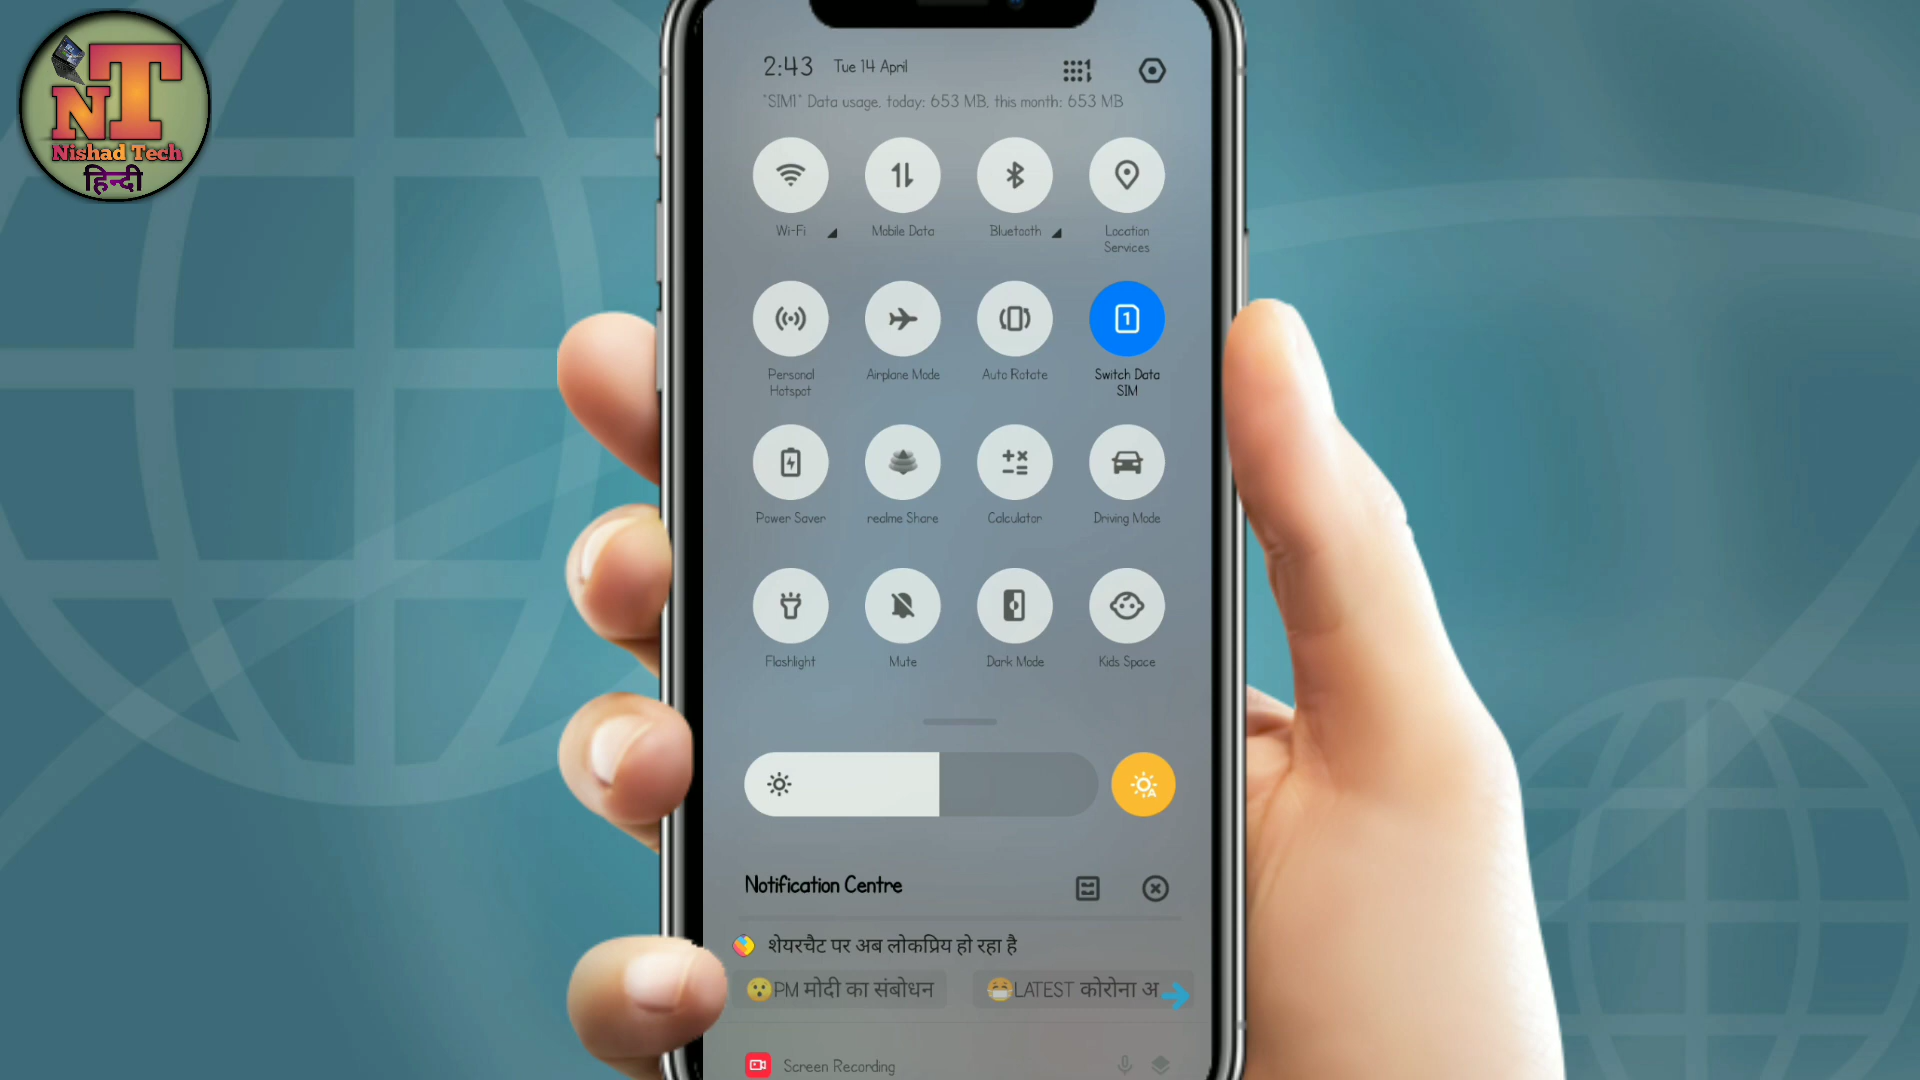 NT
Nishad Tech
हिन्दी
2:43 Tue 14 April
"SIM1" Data usage, today: 653 MB, this month: 653 MB
Wi-Fi Mobile Data Bluetooth Location Services
Personal Hotspot Airplane Mode Auto Rotate Switch Data SIM
1
Power Saver realme Share Calculator Driving Mode
Flashlight Mute Dark Mode Kids Space
Notification Centre
शेयरचैट पर अब लोकप्रिय हो रहा है
😮PM मोदी का संबोधन 😷LATEST कोरोना अ
Screen Recording